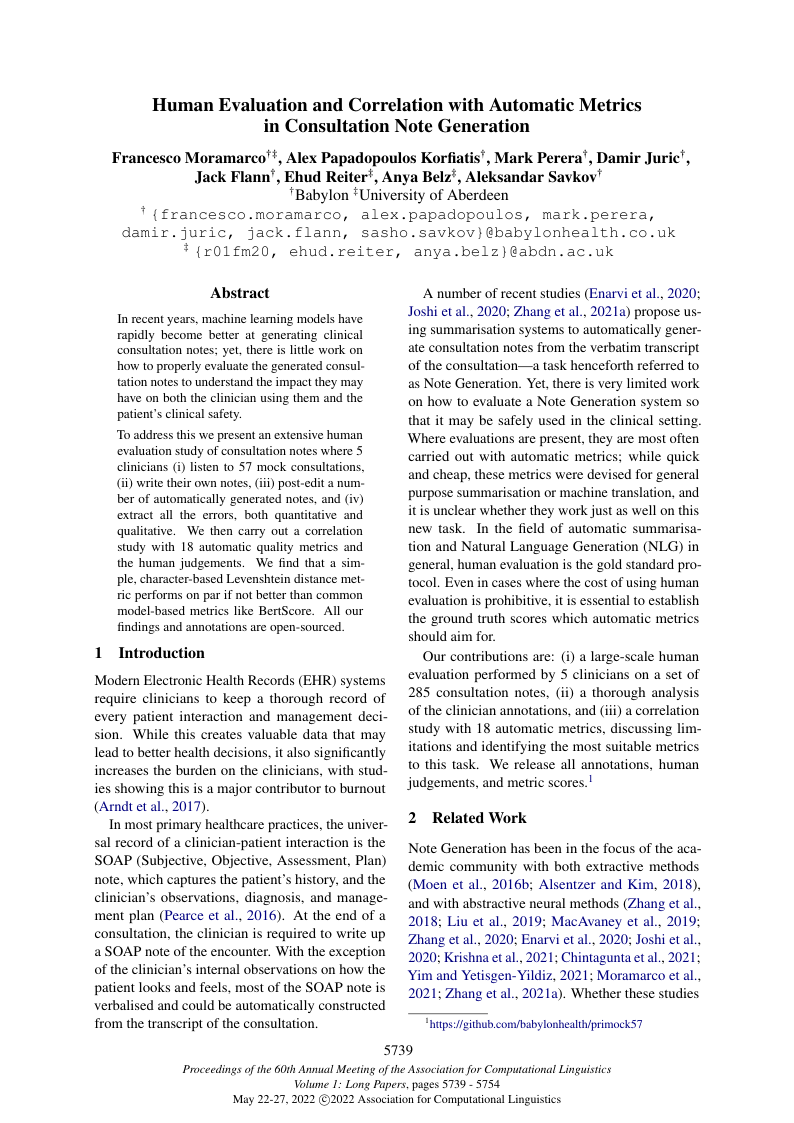 Human Evaluation and Correlation with Automatic Metrics
in Consultation Note Generation
Francesco Moramarco†‡, Alex Papadopoulos Korfiatis†, Mark Perera†, Damir Juric†,
Jack Flann†, Ehud Reiter‡, Anya Belz‡, Aleksandar Savkov†
†Babylon ‡University of Aberdeen
† {francesco.moramarco, alex.papadopoulos, mark.perera,
damir.juric, jack.flann, sasho.savkov}@babylonhealth.co.uk
‡ {r01fm20, ehud.reiter, anya.belz}@abdn.ac.uk
Abstract
In recent years, machine learning models have
rapidly become better at generating clinical
consultation notes; yet, there is little work on
how to properly evaluate the generated consul-
tation notes to understand the impact they may
have on both the clinician using them and the
patient's clinical safety.
To address this we present an extensive human
evaluation study of consultation notes where 5
clinicians (i) listen to 57 mock consultations,
(ii) write their own notes, (iii) post-edit a num-
ber of automatically generated notes, and (iv)
extract all the errors, both quantitative and
qualitative. We then carry out a correlation
study with 18 automatic quality metrics and
the human judgements. We find that a sim-
ple, character-based Levenshtein distance met-
ric performs on par if not better than common
model-based metrics like BertScore. All our
findings and annotations are open-sourced.
1 Introduction
Modern Electronic Health Records (EHR) systems
require clinicians to keep a thorough record of
every patient interaction and management deci-
sion. While this creates valuable data that may
lead to better health decisions, it also significantly
increases the burden on the clinicians, with stud-
ies showing this is a major contributor to burnout
(Arndt et al., 2017).
In most primary healthcare practices, the univer-
sal record of a clinician-patient interaction is the
SOAP (Subjective, Objective, Assessment, Plan)
note, which captures the patient's history, and the
clinician's observations, diagnosis, and manage-
ment plan (Pearce et al., 2016). At the end of a
consultation, the clinician is required to write up
a SOAP note of the encounter. With the exception
of the clinician's internal observations on how the
patient looks and feels, most of the SOAP note is
verbalised and could be automatically constructed
from the transcript of the consultation.
A number of recent studies (Enarvi et al., 2020;
Joshi et al., 2020; Zhang et al., 2021a) propose us-
ing summarisation systems to automatically gener-
ate consultation notes from the verbatim transcript
of the consultation—a task henceforth referred to
as Note Generation. Yet, there is very limited work
on how to evaluate a Note Generation system so
that it may be safely used in the clinical setting.
Where evaluations are present, they are most often
carried out with automatic metrics; while quick
and cheap, these metrics were devised for general
purpose summarisation or machine translation, and
it is unclear whether they work just as well on this
new task. In the field of automatic summarisa-
tion and Natural Language Generation (NLG) in
general, human evaluation is the gold standard pro-
tocol. Even in cases where the cost of using human
evaluation is prohibitive, it is essential to establish
the ground truth scores which automatic metrics
should aim for.
Our contributions are: (i) a large-scale human
evaluation performed by 5 clinicians on a set of
285 consultation notes, (ii) a thorough analysis
of the clinician annotations, and (iii) a correlation
study with 18 automatic metrics, discussing lim-
itations and identifying the most suitable metrics
to this task. We release all annotations, human
judgements, and metric scores.1
2 Related Work
Note Generation has been in the focus of the aca-
demic community with both extractive methods
(Moen et al., 2016b; Alsentzer and Kim, 2018),
and with abstractive neural methods (Zhang et al.,
2018; Liu et al., 2019; MacAvaney et al., 2019;
Zhang et al., 2020; Enarvi et al., 2020; Joshi et al.,
2020; Krishna et al., 2021; Chintagunta et al., 2021;
Yim and Yetisgen-Yildiz, 2021; Moramarco et al.,
2021; Zhang et al., 2021a). Whether these studies
1https://github.com/babylonhealth/primock57
5739
Proceedings of the 60th Annual Meeting of the Association for Computational Linguistics
Volume 1: Long Papers, pages 5739 - 5754
May 22-27, 2022 ©2022 Association for Computational Linguistics